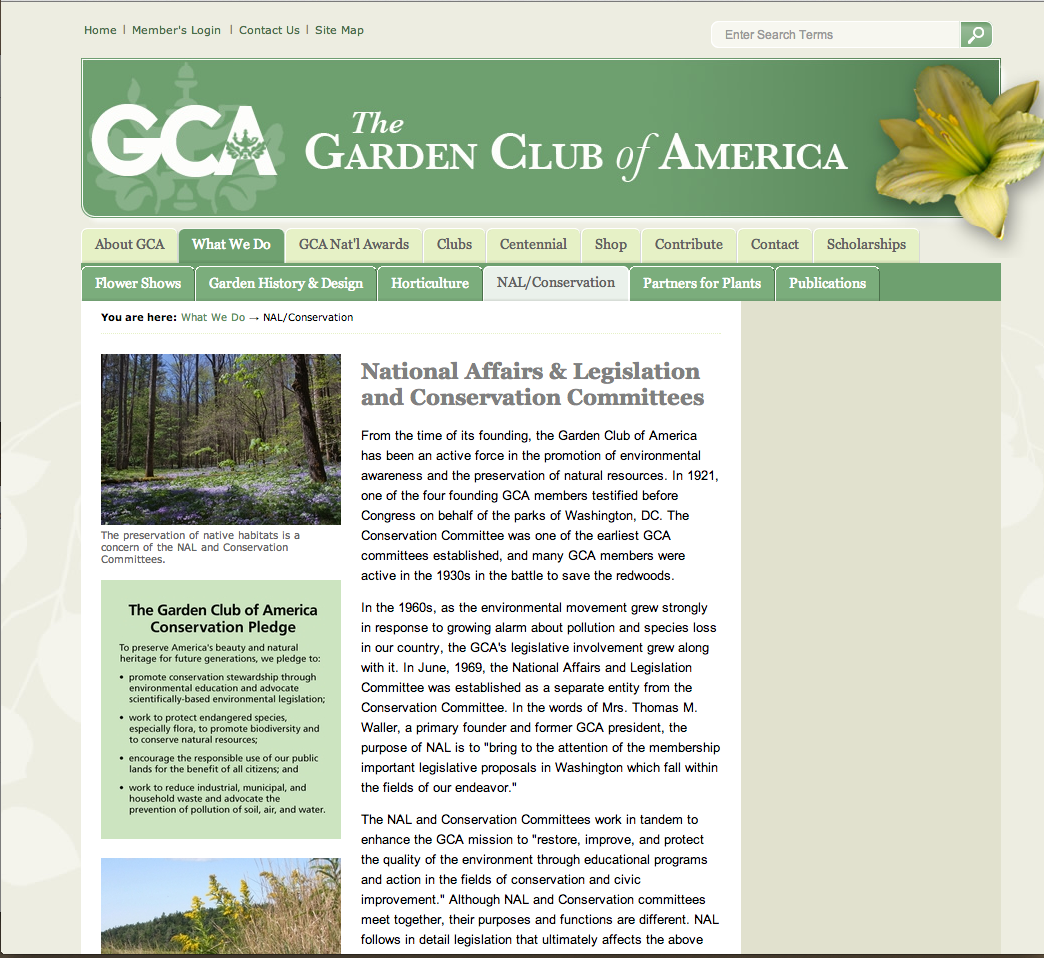 Home | Member's Login | Contact Us | Site Map
Enter Search Terms
GCA
The
GARDEN CLUB of AMERICA
About GCA What We Do GCA Nat'l Awards Clubs Centennial Shop Contribute Contact Scholarships
Flower Shows Garden History & Design Horticulture NAL/Conservation Partners for Plants Publications
You are here: What We Do → NAL/Conservation
The preservation of native habitats is a
concern of the NAL and Conservation
Committees.
The Garden Club of America
Conservation Pledge
To preserve America's beauty and natural
heritage for future generations, we pledge to:
• promote conservation stewardship through
environmental education and advocate
scientifically-based environmental legislation;
• work to protect endangered species,
especially flora, to promote biodiversity and
to conserve natural resources;
• encourage the responsible use of our public
lands for the benefit of all citizens; and
• work to reduce industrial, municipal, and
household waste and advocate the
prevention of pollution of soil, air, and water.
National Affairs & Legislation
and Conservation Committees
From the time of its founding, the Garden Club of America
has been an active force in the promotion of environmental
awareness and the preservation of natural resources. In 1921,
one of the four founding GCA members testified before
Congress on behalf of the parks of Washington, DC. The
Conservation Committee was one of the earliest GCA
committees established, and many GCA members were
active in the 1930s in the battle to save the redwoods.
In the 1960s, as the environmental movement grew strongly
in response to growing alarm about pollution and species loss
in our country, the GCA's legislative involvement grew along
with it. In June, 1969, the National Affairs and Legislation
Committee was established as a separate entity from the
Conservation Committee. In the words of Mrs. Thomas M.
Waller, a primary founder and former GCA president, the
purpose of NAL is to "bring to the attention of the membership
important legislative proposals in Washington which fall within
the fields of our endeavor."
The NAL and Conservation Committees work in tandem to
enhance the GCA mission to "restore, improve, and protect
the quality of the environment through educational programs
and action in the fields of conservation and civic
improvement." Although NAL and Conservation committees
meet together, their purposes and functions are different. NAL
follows in detail legislation that ultimately affects the above